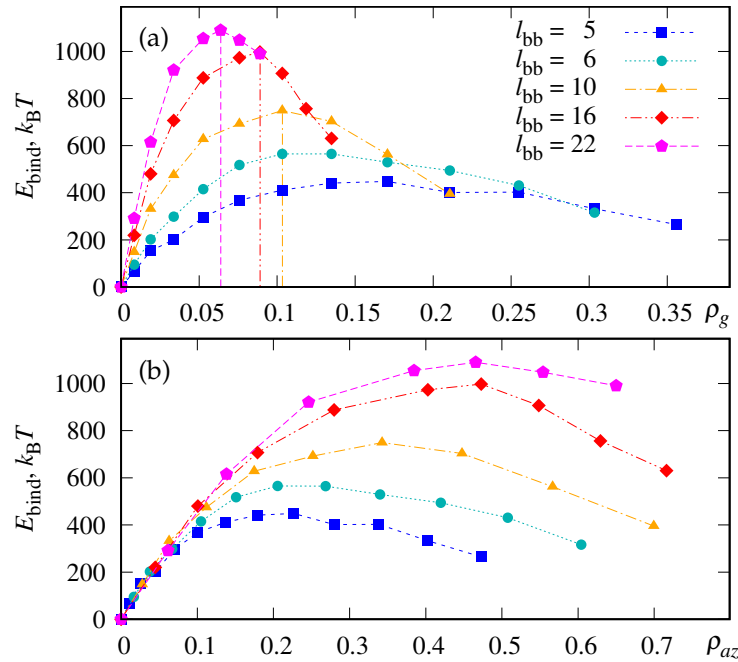 (a)
E_bind, k_BT
1000
800
600
400
200
0
l_bb = 5
l_bb = 6
l_bb = 10
l_bb = 16
l_bb = 22
0 0.05 0.1 0.15 0.2 0.25 0.3 0.35 ρ_g
(b)
E_bind, k_BT
1000
800
600
400
200
0
0 0.1 0.2 0.3 0.4 0.5 0.6 0.7 ρ_az